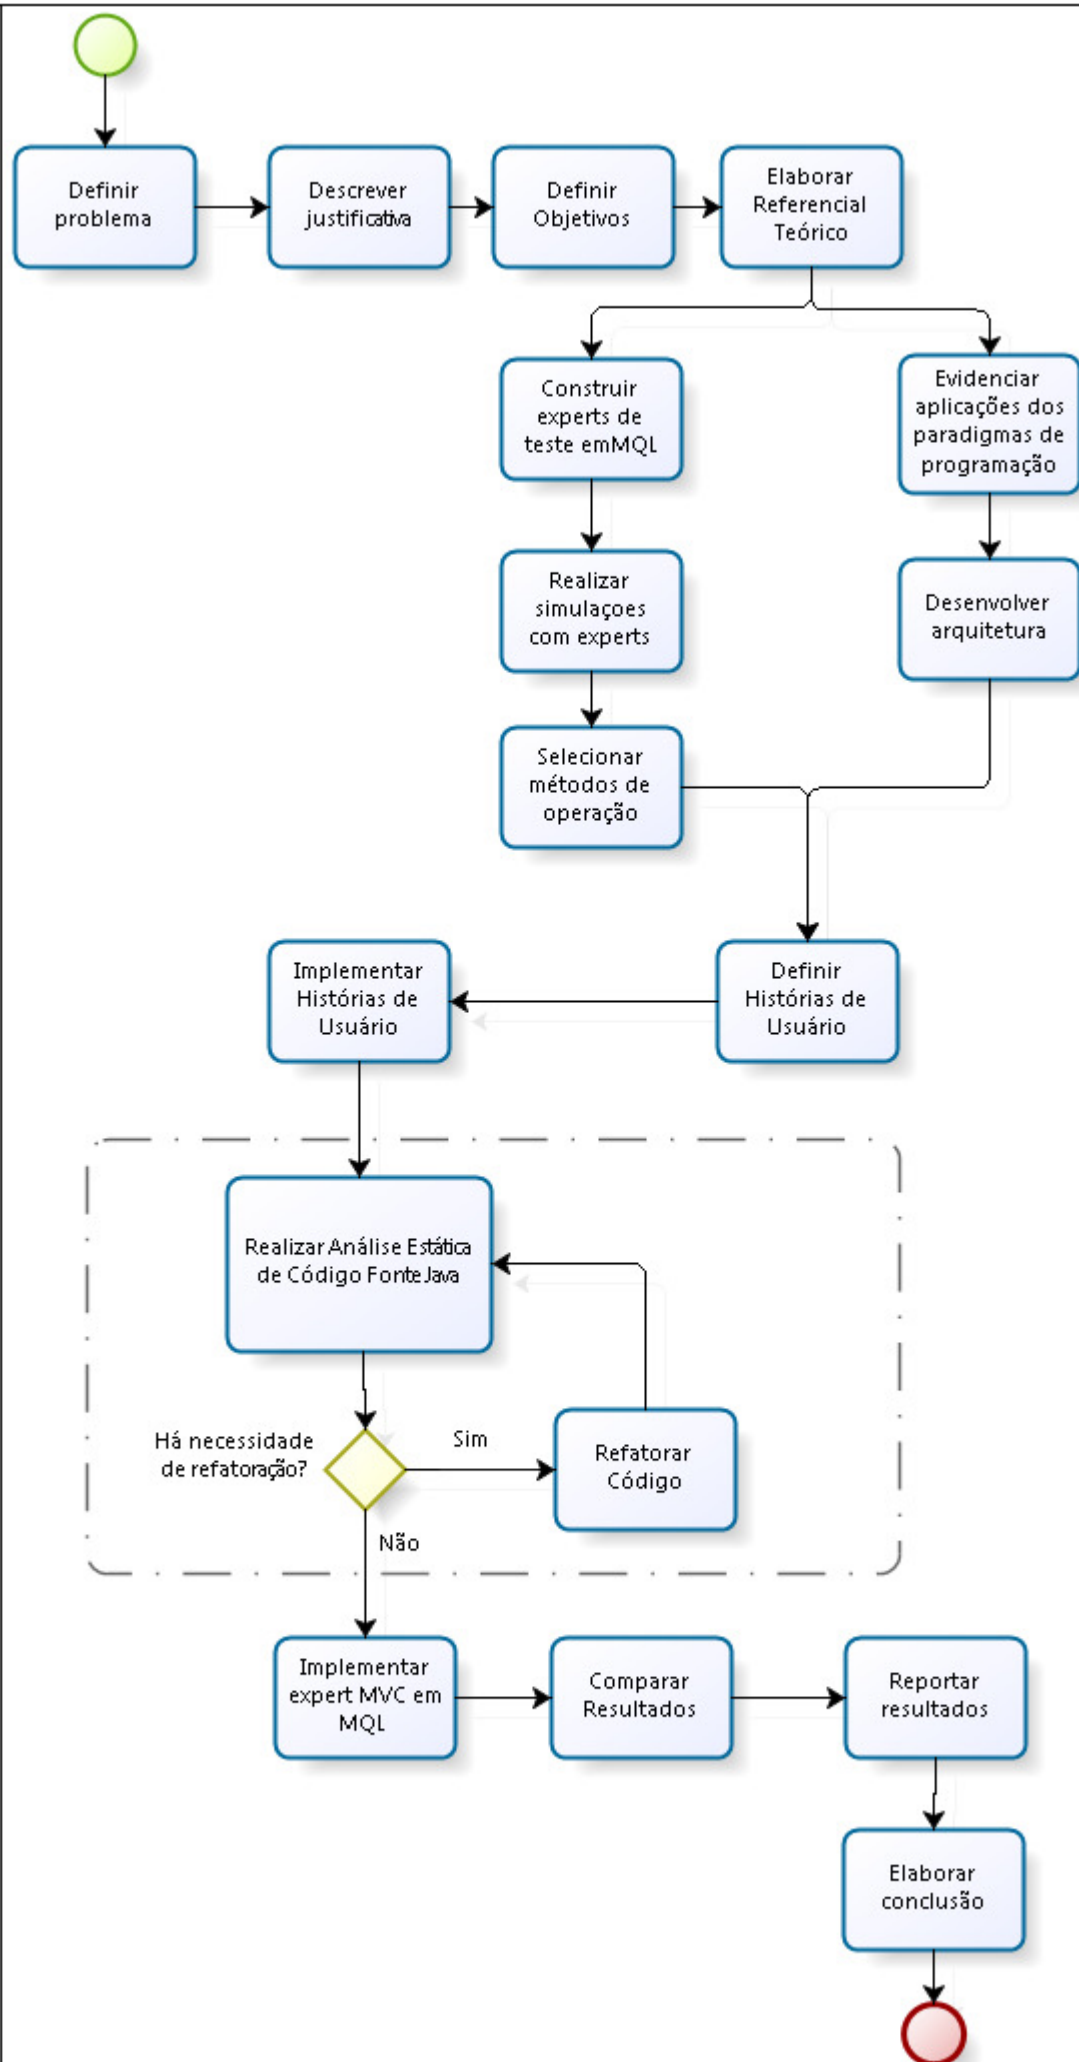 Definir
problema
Descrever
justificativa
Definir
Objetivos
Elaborar
Referencial
Teórico
Construir
experts de
teste emMQL
Evidenciar
aplicações dos
paradigmas de
programação
Realizar
simulaçoes
com experts
Desenvolver
arquitetura
Selecionar
métodos de
operação
Implementar
Histórias de
Usuário
Definir
Histórias de
Usuário
Realizar Análise Estática
de Código Fonte Java
Há necessidade
de refatoração?
Sim
Refatorar
Código
Não
Implementar
expert MVC em
MQL
Comparar
Resultados
Reportar
resultados
Elaborar
conclusão